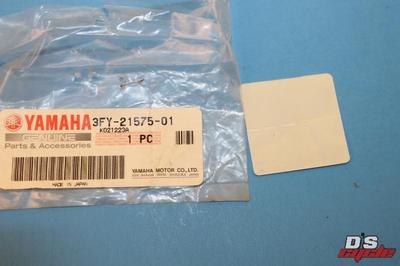 YAMAHA 3FY-21575-01
GENUINE K021223A
Parts & Accessories 1 PC
YAMAHA MOTOR CO., LTD.
MADE IN JAPAN
D's
cycle